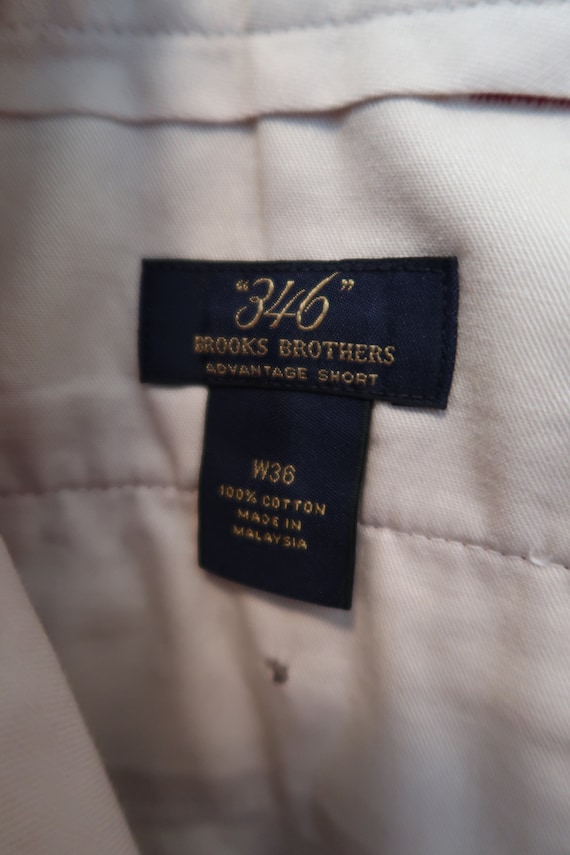 “346”
BROOKS BROTHERS
ADVANTAGE SHORT
W36
100% COTTON
MADE IN
MALAYSIA